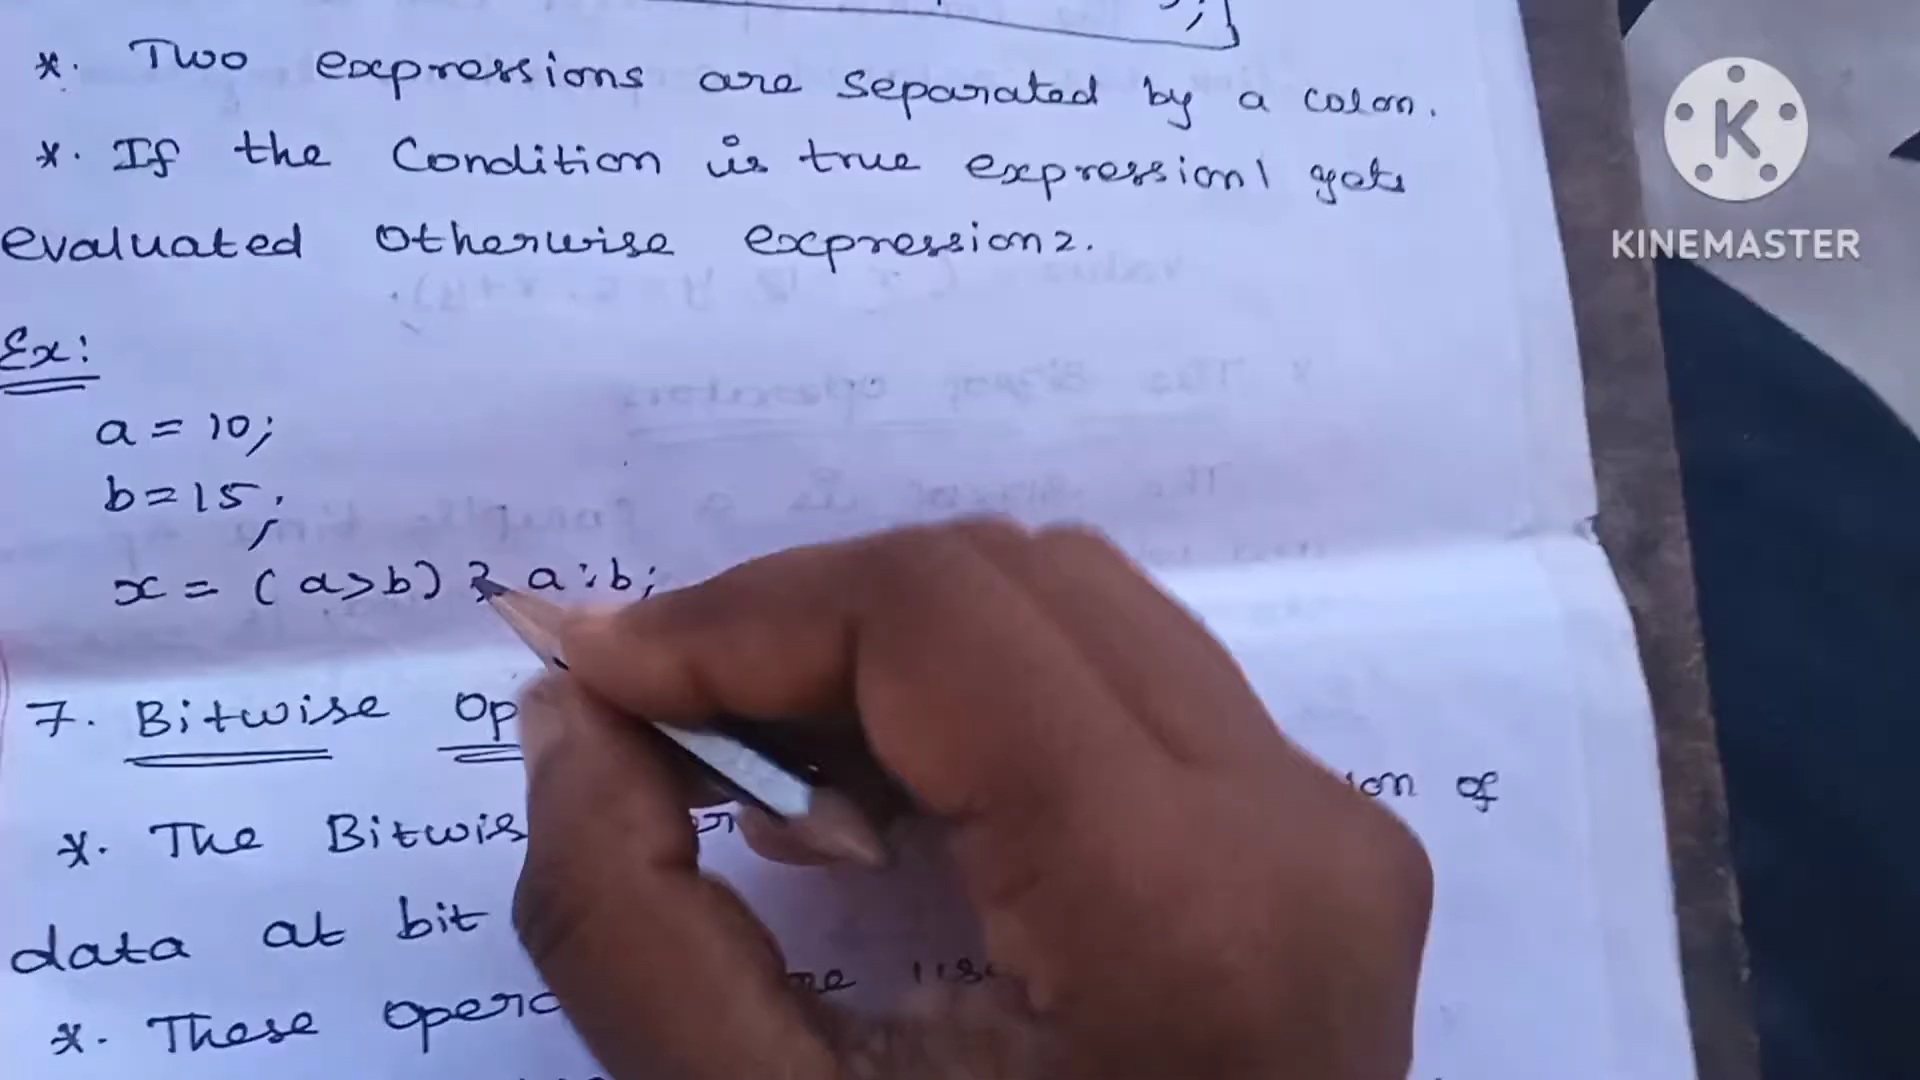 *. Two expressions are separated by a colon.
*. If the Condition is true expression1 gets
evaluated otherwise expression2.
Ex:
a = 10;
b = 15;
x = (a>b) ? a : b;
7. Bitwise Op
*. The Bitwis
of
data at bit
*. These opera
K
KINEMASTER